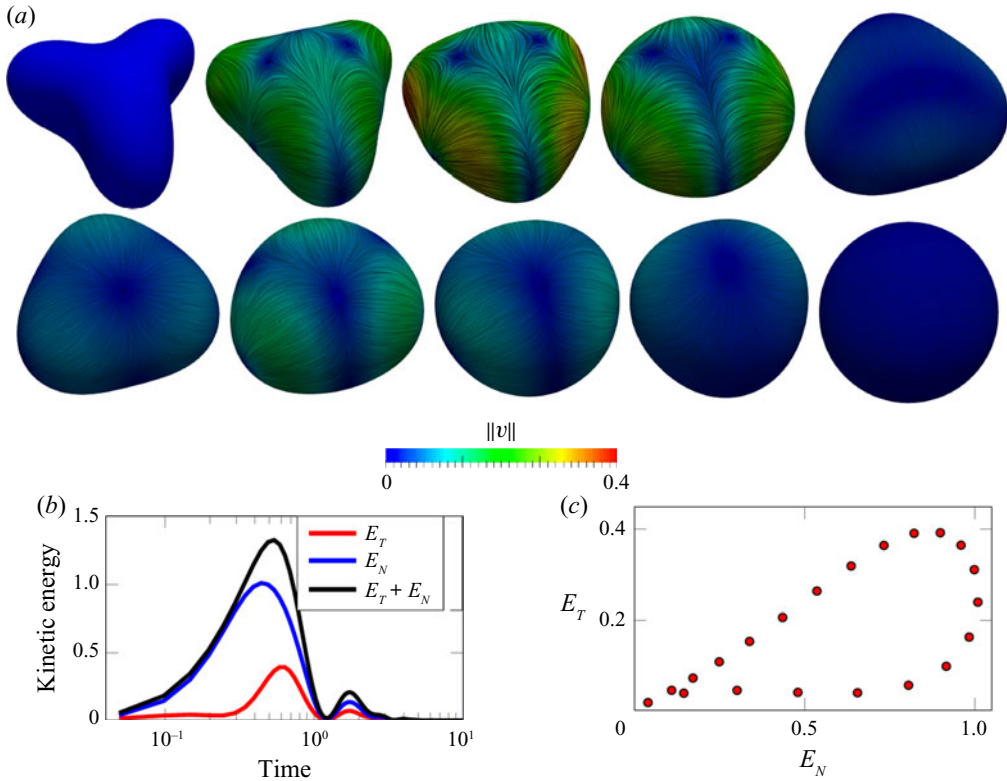 (a)
||v||
0 0.4
(b)
1.5
1.0
0.5
0
Kinetic energy
E_T
E_N
E_T + E_N
10^{-1} 10^0 10^1
Time
(c)
0.4
0.2
E_T
0 0.5 1.0
E_N